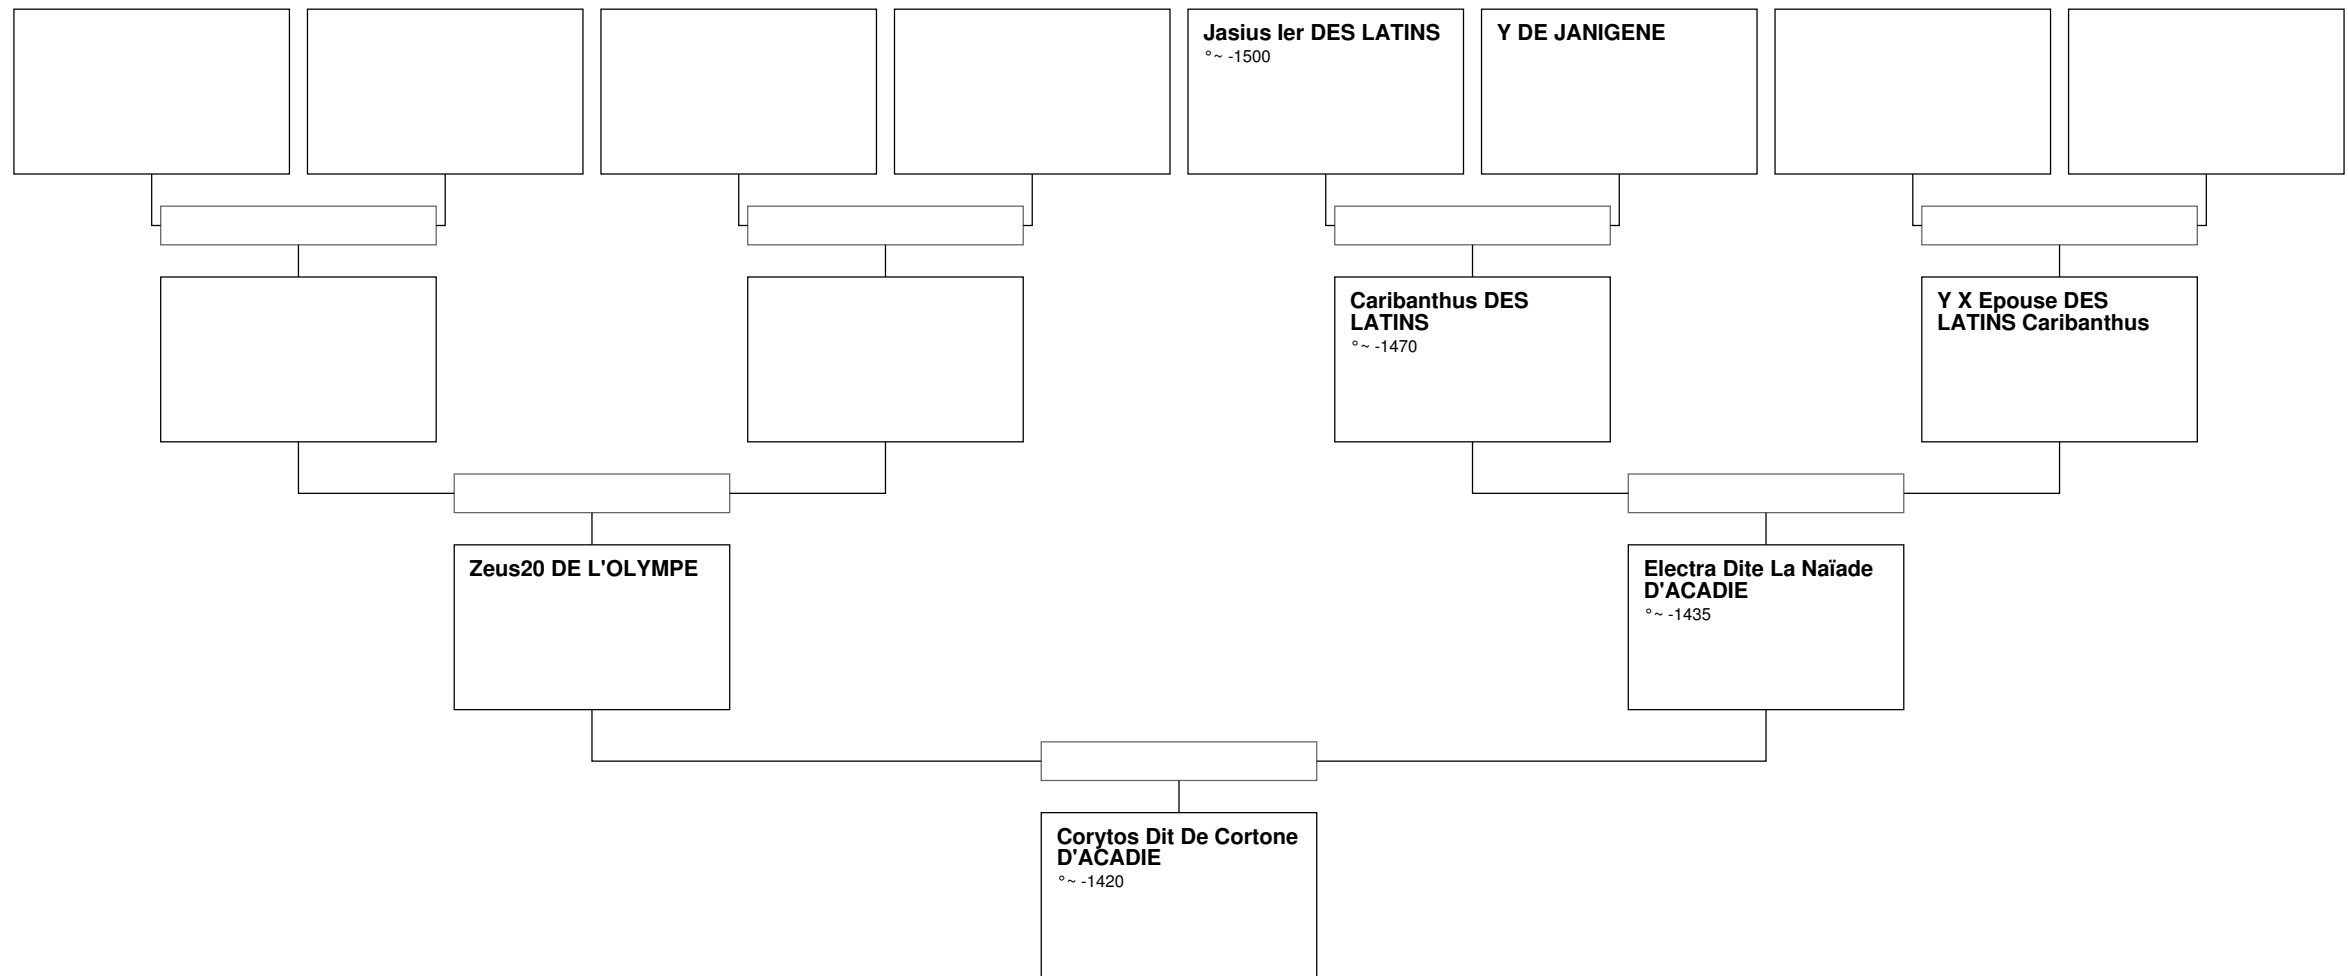 Jasius Ier DES LATINS
°~ -1500
Y DE JANIGENE
Caribanthus DES
LATINS
°~ -1470
Y X Epouse DES
LATINS Caribanthus
Zeus20 DE L'OLYMPE
Electra Dite La Naïade
D'ACADIE
°~ -1435
Corytos Dit De Cortone
D'ACADIE
°~ -1420